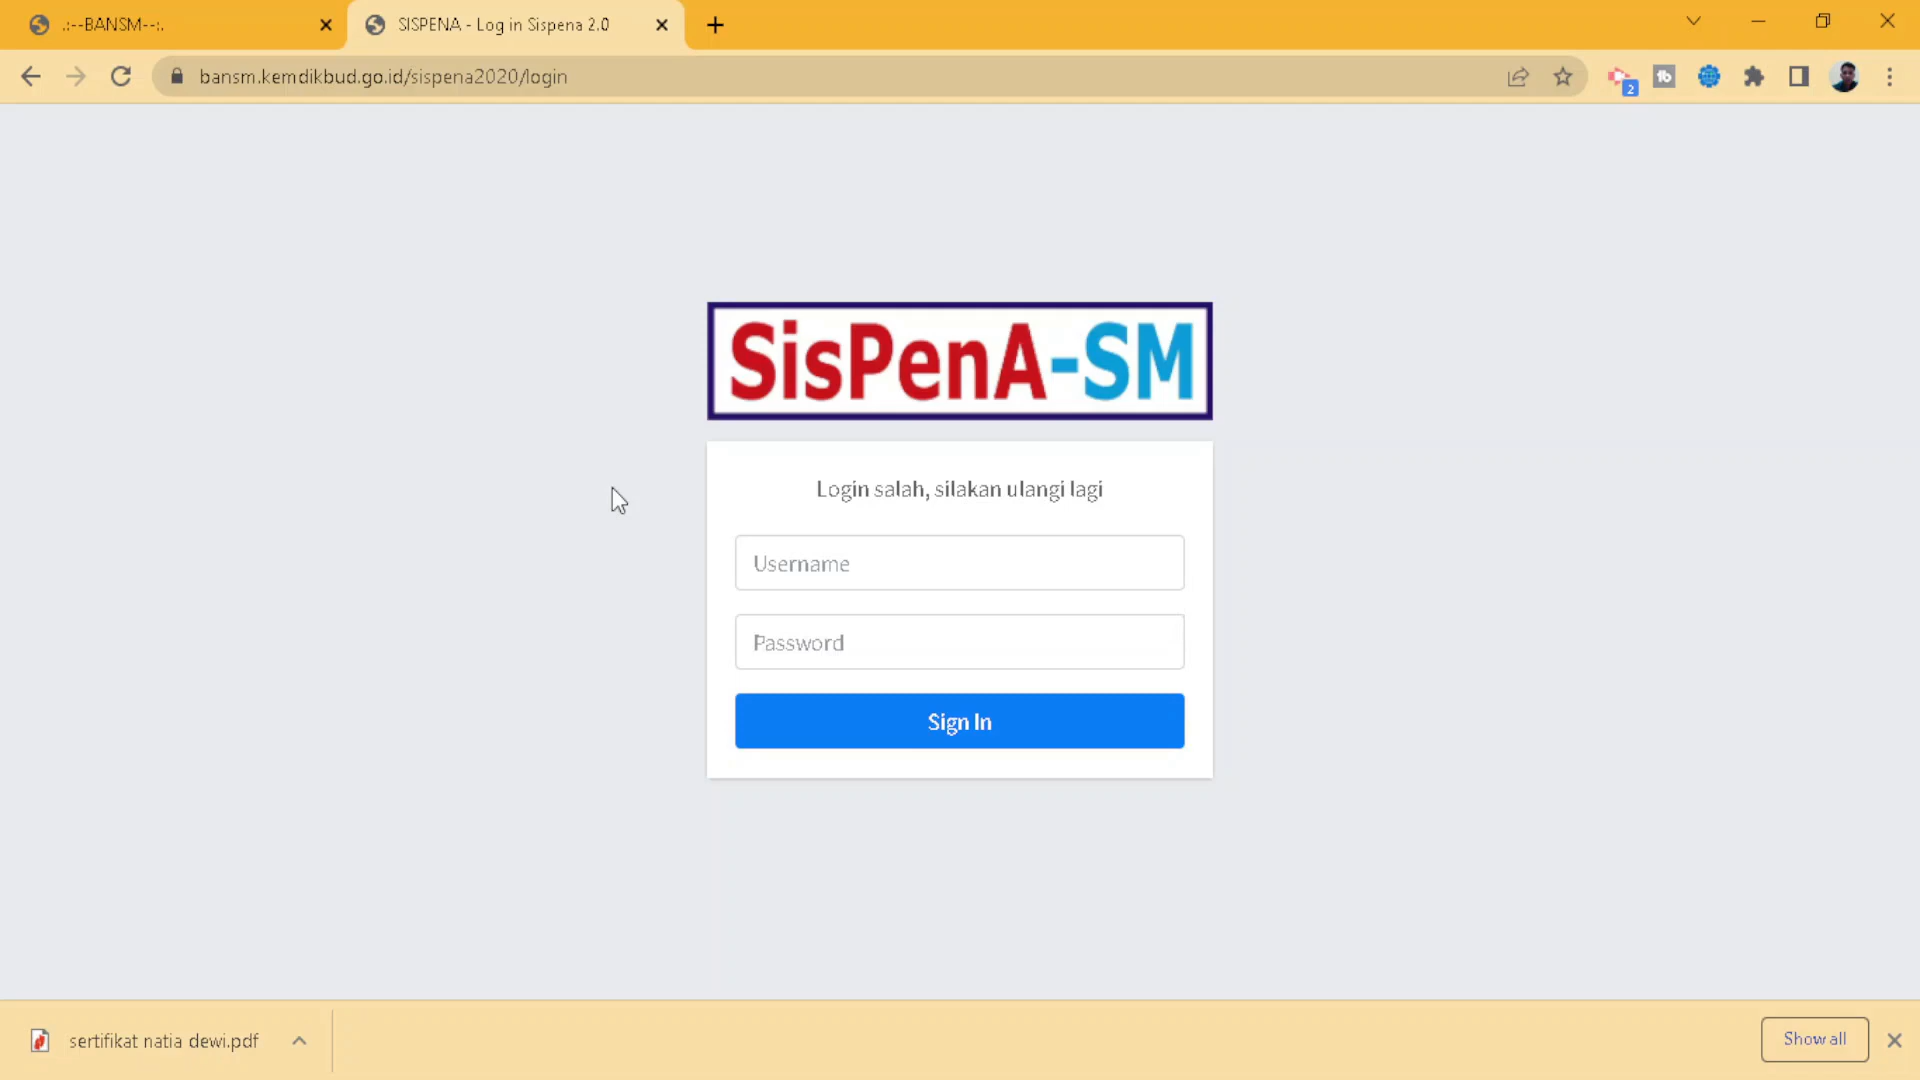 .:--BANSM--:.
SISPENA - Log in Sispena 2.0
bansm.kemdikbud.go.id/sispena2020/login
2
SisPenA-SM
Login salah, silakan ulangi lagi
Username
Password
Sign In
sertifikat natia dewi.pdf
Show all